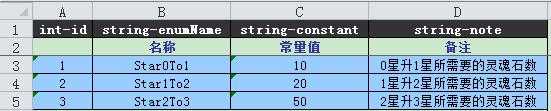 A B C D
1 int-id string-enumName string-constant string-note
2 名称 常量值 备注
3 1 Star0To1 10 0星升1星所需要的灵魂石数
4 2 Star1To2 20 1星升2星所需要的灵魂石数
5 3 Star2To3 50 2星升3星所需要的灵魂石数